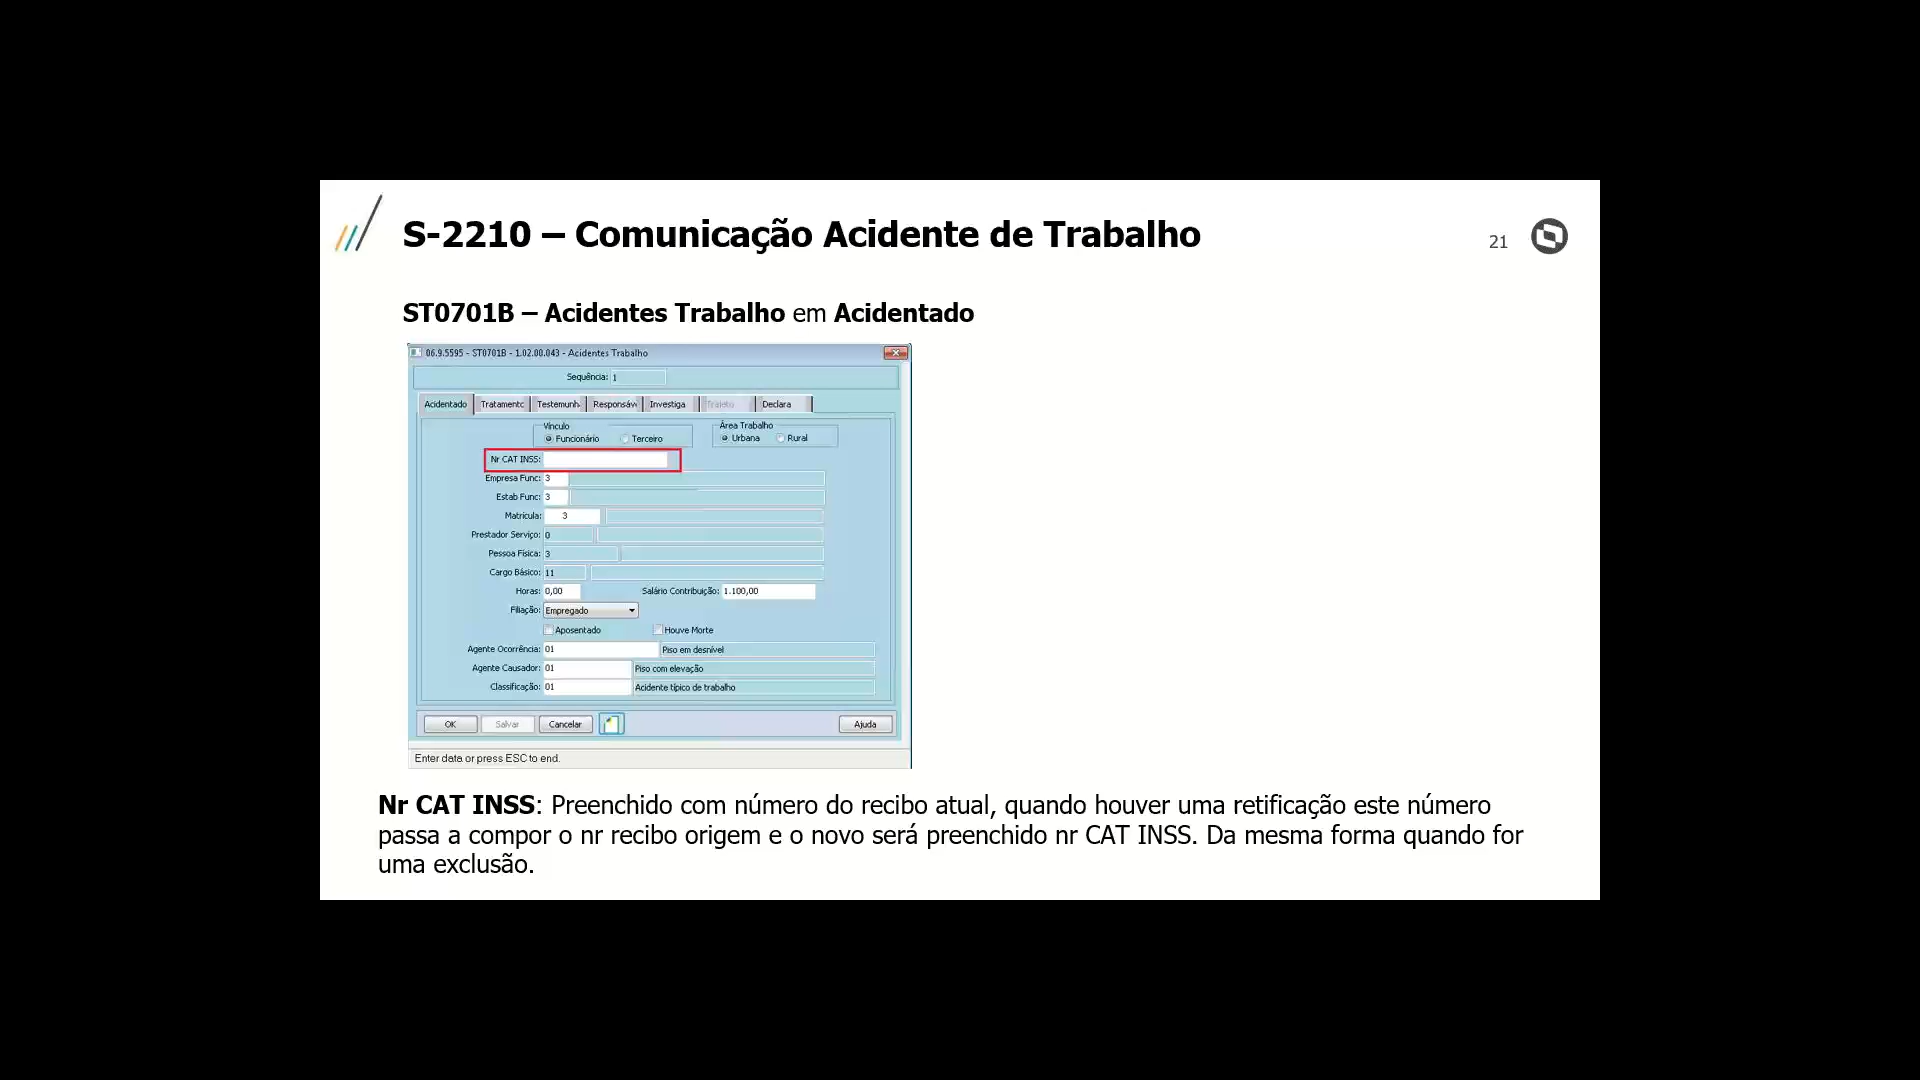 S-2210 – Comunicação Acidente de Trabalho
21
ST0701B – Acidentes Trabalho em Acidentado
06.9.5595 - ST0701B - 1.02.00.043 - Acidentes Trabalho
Sequência: 1
Acidentado Tratamento Testemunh Responsáv Investiga Trajeto Declara
Vínculo Área Trabalho
Funcionário Terceiro Urbana Rural
Nr CAT INSS:
Empresa Func: 3
Estab Func: 3
Matrícula: 3
Prestador Serviço: 0
Pessoa Física: 3
Cargo Básico: 11
Horas: 0,00 Salário Contribuição: 1.100,00
Filiação: Empregado
Aposentado Houve Morte
Agente Ocorrência: 01 Piso em desnível
Agente Causador: 01 Piso com elevação
Classificação: 01 Acidente típico de trabalho
OK Salvar Cancelar Ajuda
Enter data or press ESC to end.
Nr CAT INSS: Preenchido com número do recibo atual, quando houver uma retificação este número
passa a compor o nr recibo origem e o novo será preenchido nr CAT INSS. Da mesma forma quando for
uma exclusão.